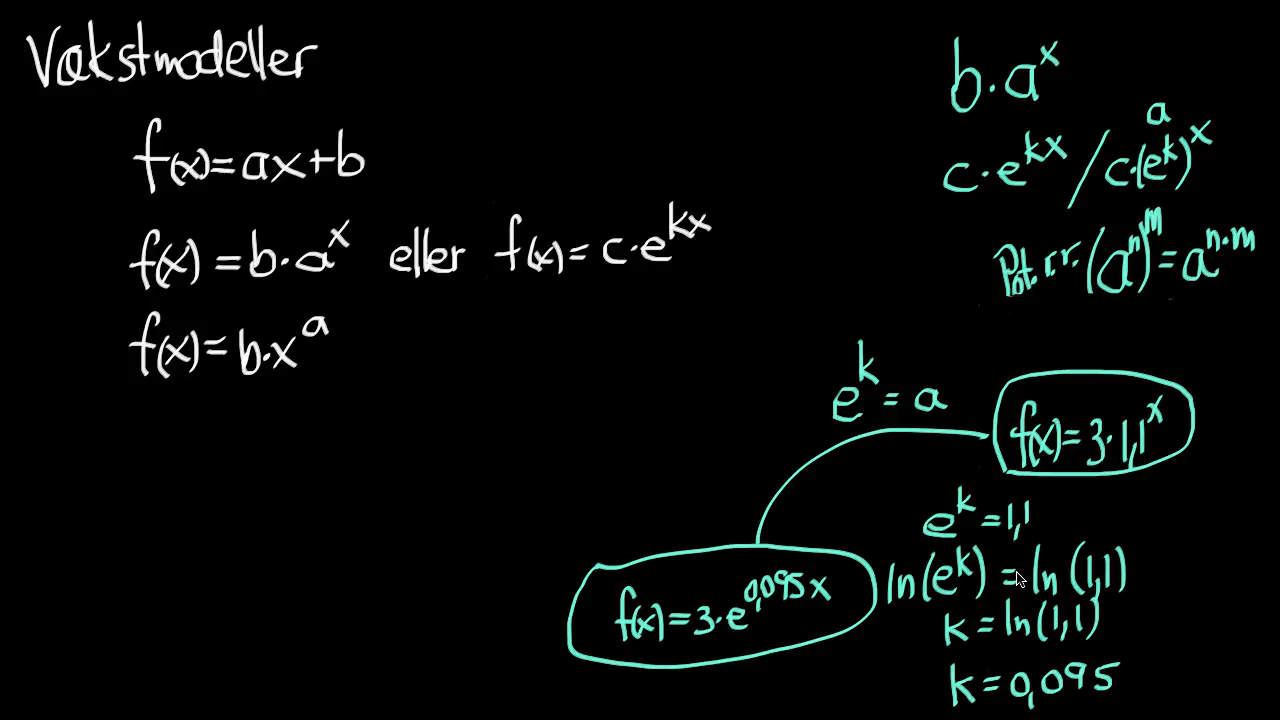 Vækstmodeller
f(x) = ax+b
f(x) = b·a^x eller f(x) = c·e^{kx}
f(x) = b·x^a
b·a^x
a
c·e^{kx} / c·(e^k)^x
Pot.r.r. (a^n)^m = a^{n·m}
e^k = a
f(x) = 3·1,1^x
e^k = 1,1
ln(e^k) = ln(1,1)
k = ln(1,1)
k = 0,095
f(x) = 3·e^{0,095x}